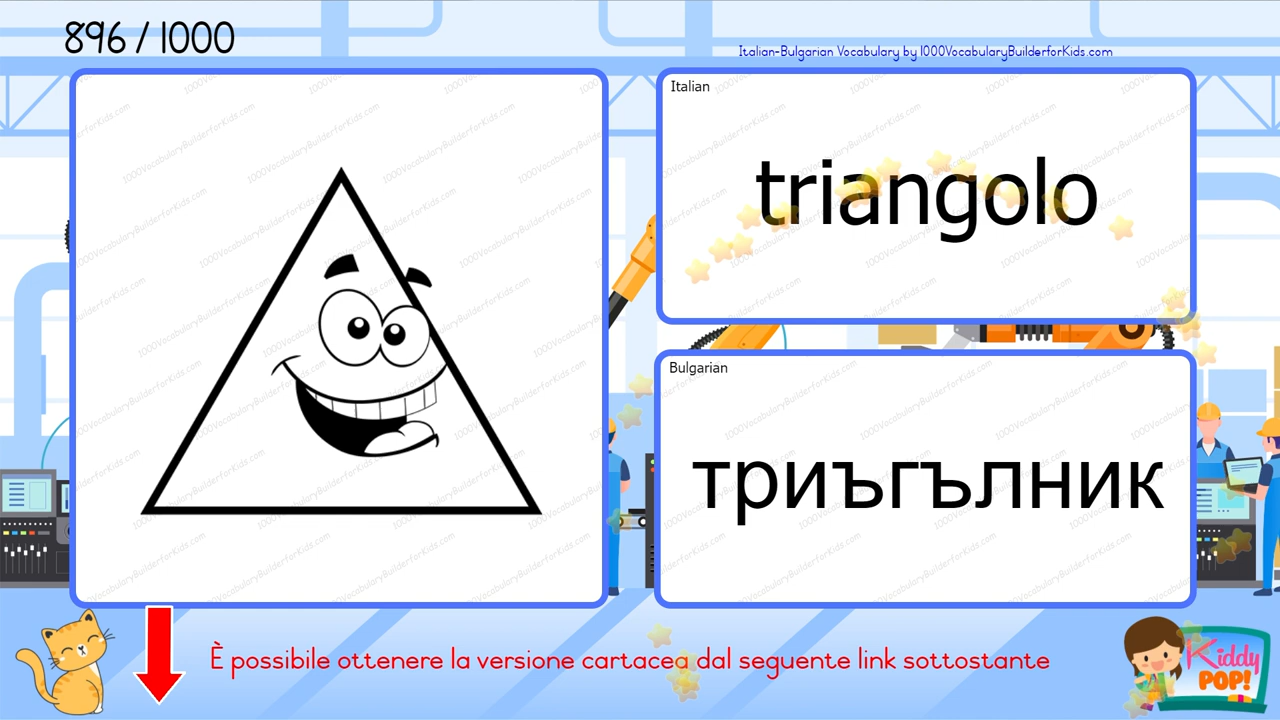 896 / 1000
Italian-Bulgarian Vocabulary by 1000VocabularyBuilderforKids.com
Italian
triangolo
Bulgarian
триъгълник
È possibile ottenere la versione cartacea dal seguente link sottostante
Kiddy
POP!